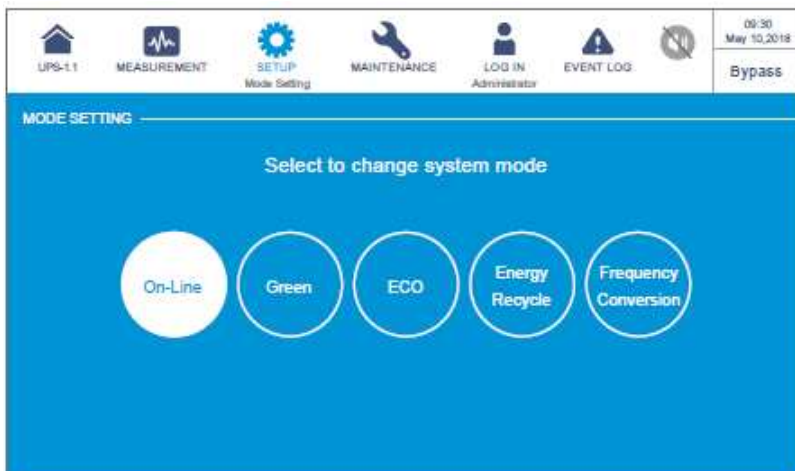 09:30
May 10,2018
UPS-1.1
MEASUREMENT
SETUP
Mode Setting
MAINTENANCE
LOG IN
Administrator
EVENT LOG
Bypass
MODE SETTING
Select to change system mode
On-Line
Green
ECO
Energy
Recycle
Frequency
Conversion